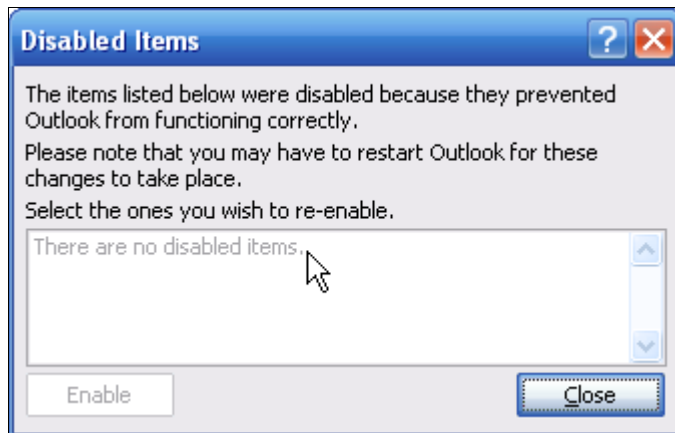 Disabled Items
The items listed below were disabled because they prevented
Outlook from functioning correctly.
Please note that you may have to restart Outlook for these
changes to take place.
Select the ones you wish to re-enable.
There are no disabled items.
Enable
Close